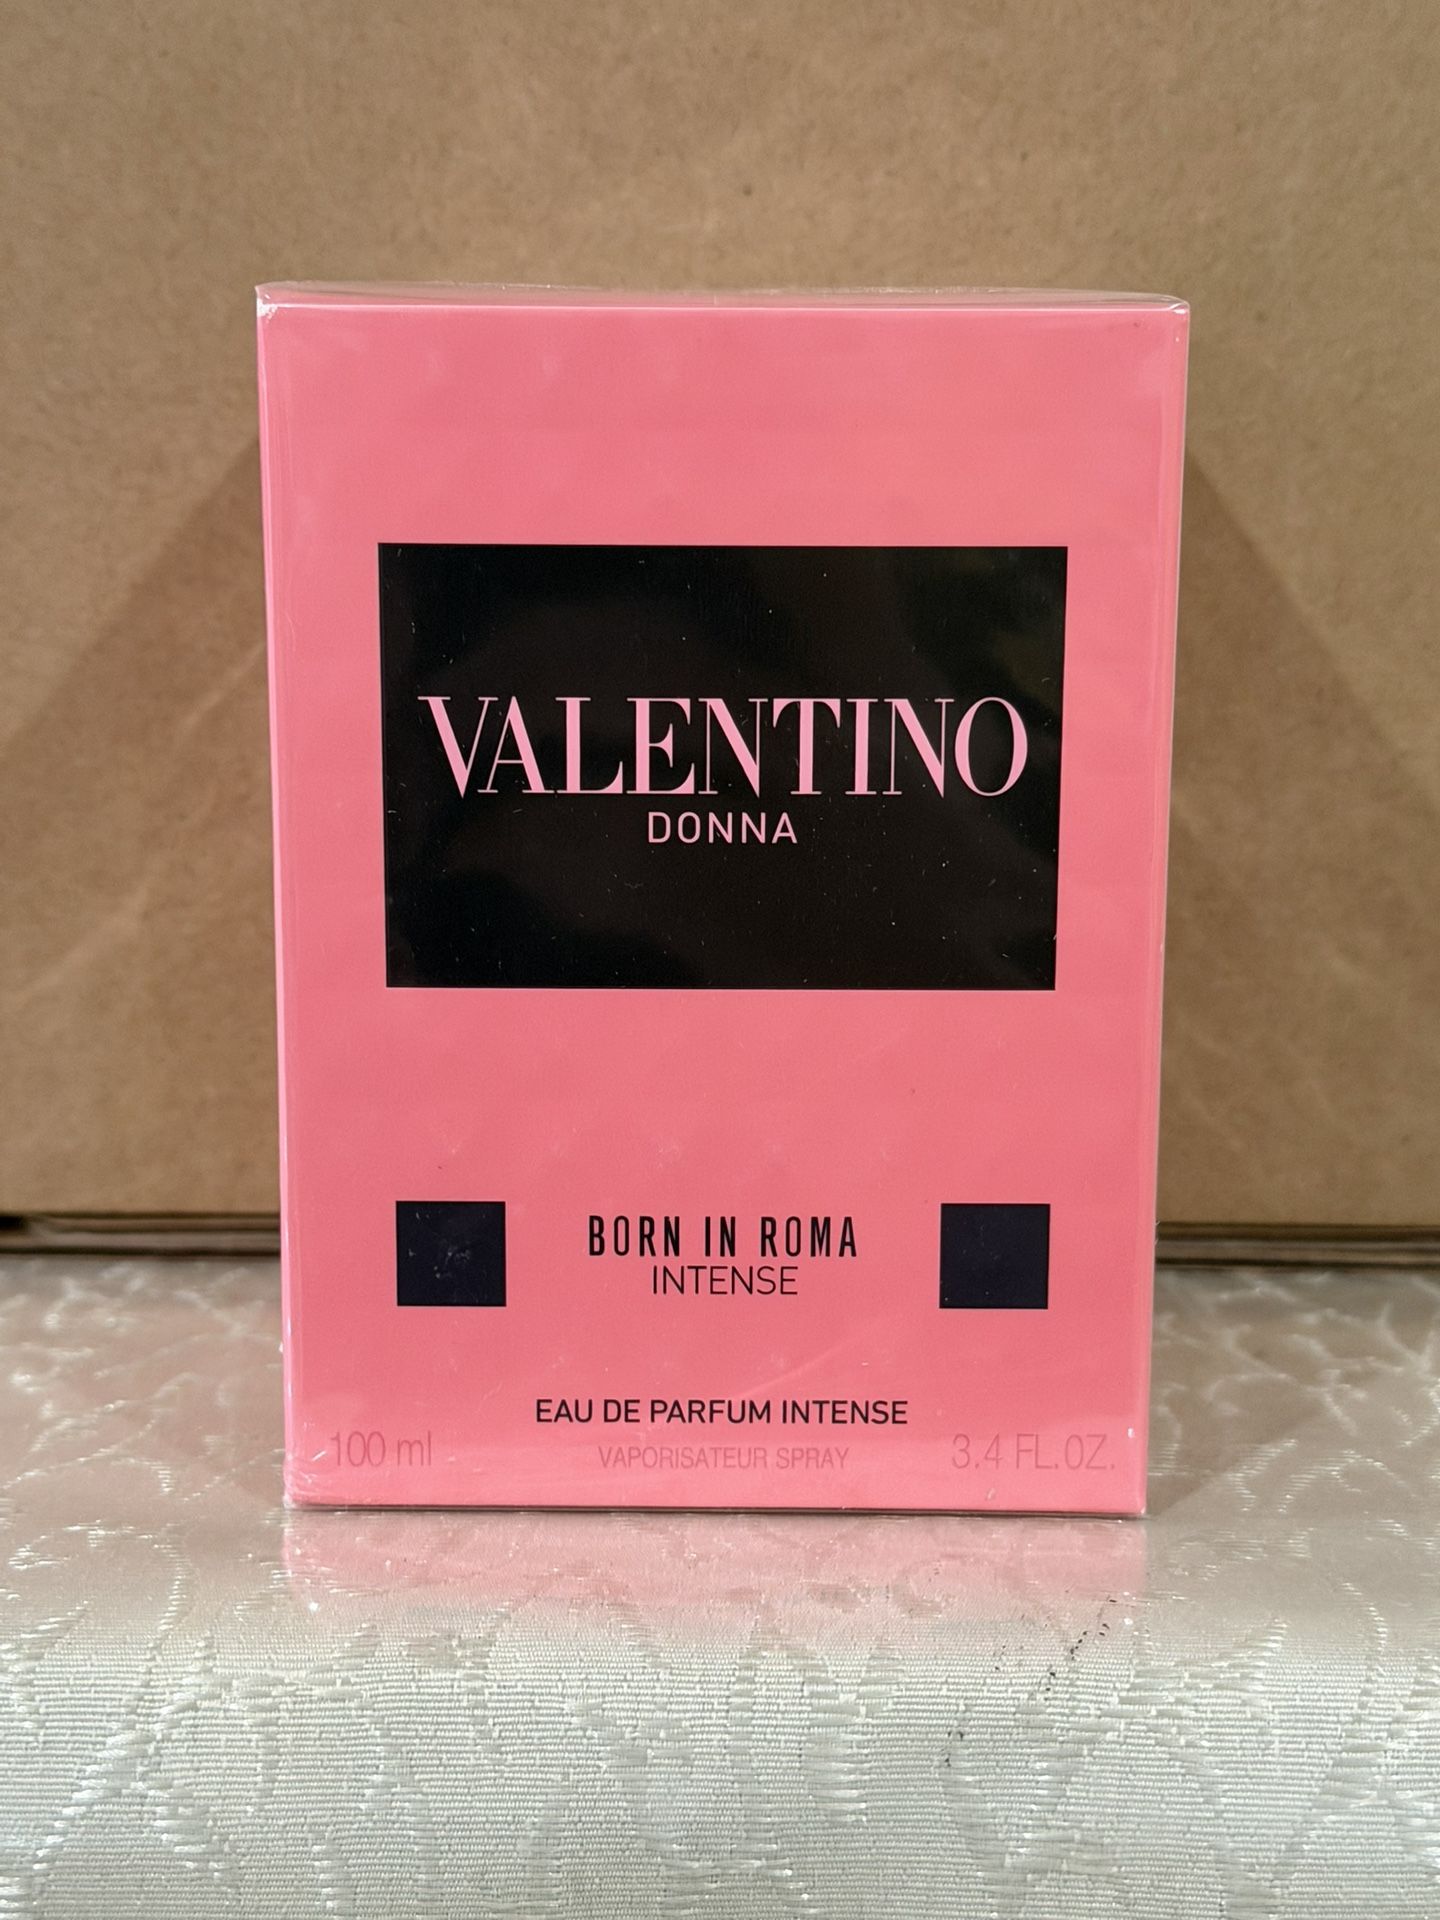 VALENTINO
DONNA
BORN IN ROMA
INTENSE
EAU DE PARFUM INTENSE
100 ml VAPORISATEUR SPRAY 3.4 FL.OZ.